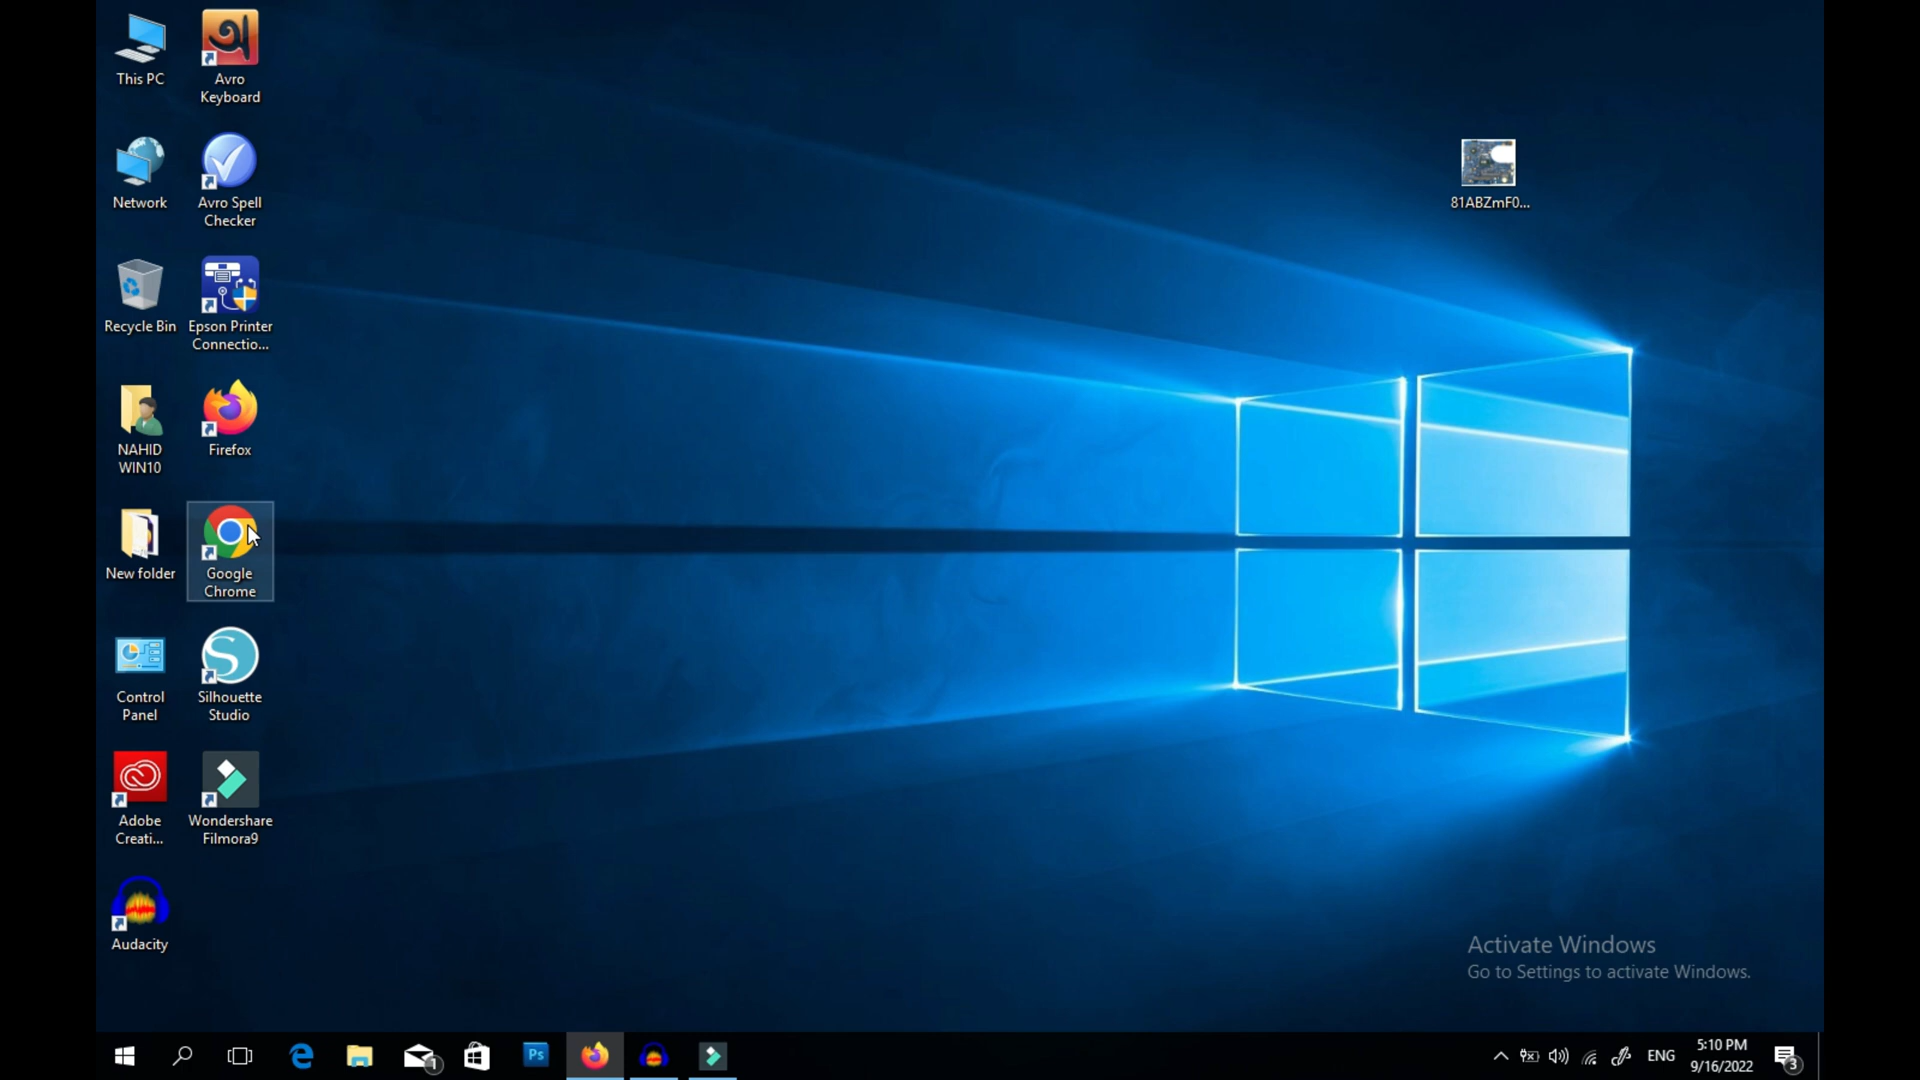 This PC
Avro
Keyboard
Network
Avro Spell
Checker
Recycle Bin
Epson Printer
Connectio...
NAHID
WIN10
Firefox
New folder
Google
Chrome
Control
Panel
Silhouette
Studio
Adobe
Creati...
Wondershare
Filmora9
Audacity
81ABZmF0...
Activate Windows
Go to Settings to activate Windows.
1
Ps
ENG
5:10 PM
9/16/2022
3